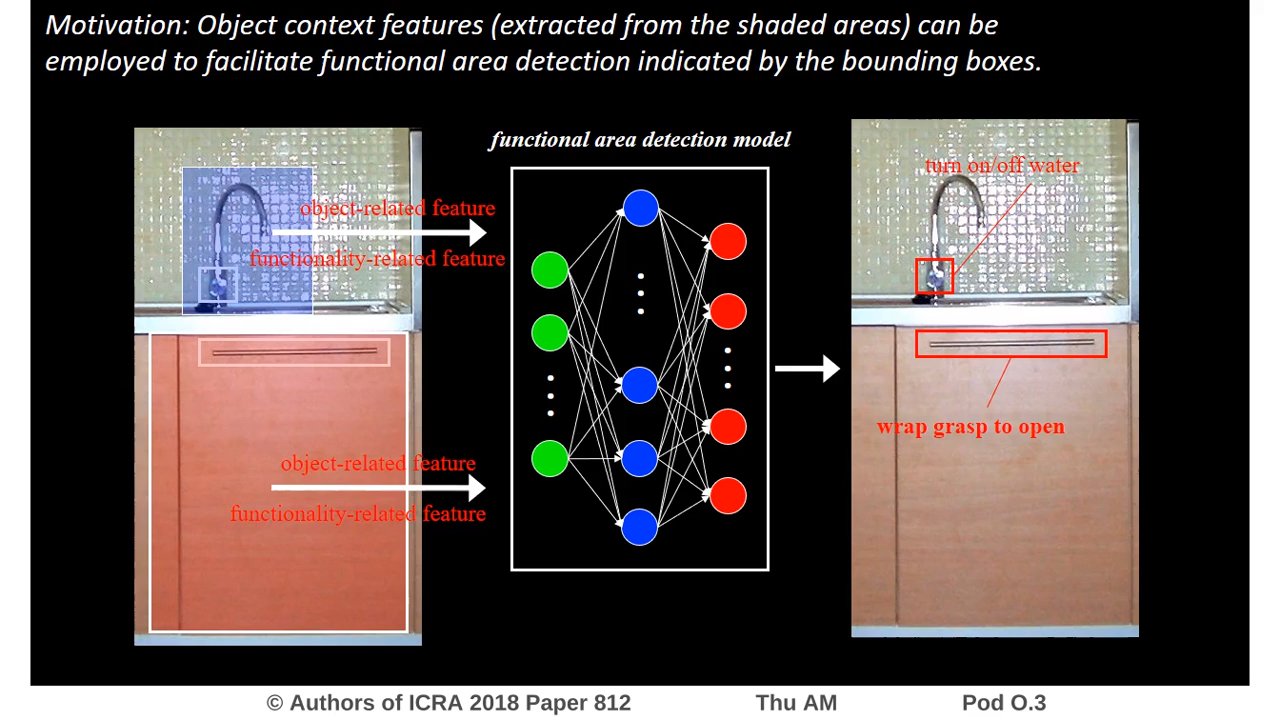 Motivation: Object context features (extracted from the shaded areas) can be
employed to facilitate functional area detection indicated by the bounding boxes.
functional area detection model
object-related feature
functionality-related feature
object-related feature
functionality-related feature
turn on/off water
wrap grasp to open
© Authors of ICRA 2018 Paper 812 Thu AM Pod O.3